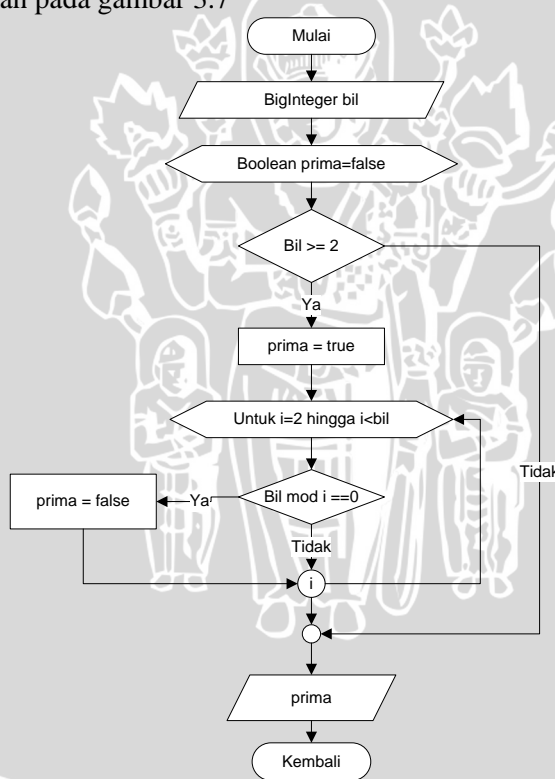 pada gambar 3.7
Mulai
BigInteger bil
Boolean prima=false
Bil >= 2
Ya
prima = true
Untuk i=2 hingga i<bil
Tidak
prima = false
Ya
Bil mod i ==0
Tidak
i
prima
Kembali